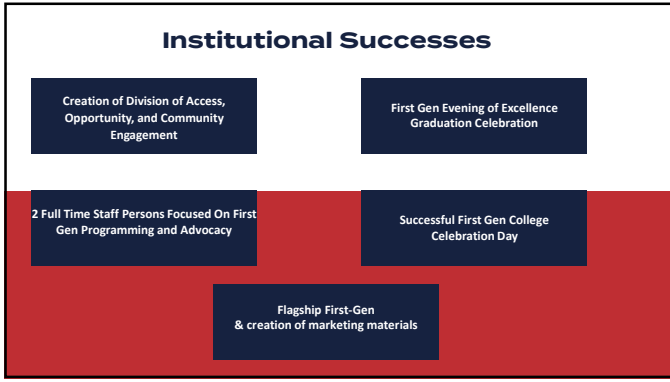 Institutional Successes
Creation of Division of Access,
Opportunity, and Community
Engagement
First Gen Evening of Excellence
Graduation Celebration
2 Full Time Staff Persons Focused On First
Gen Programming and Advocacy
Successful First Gen College
Celebration Day
Flagship First-Gen
& creation of marketing materials